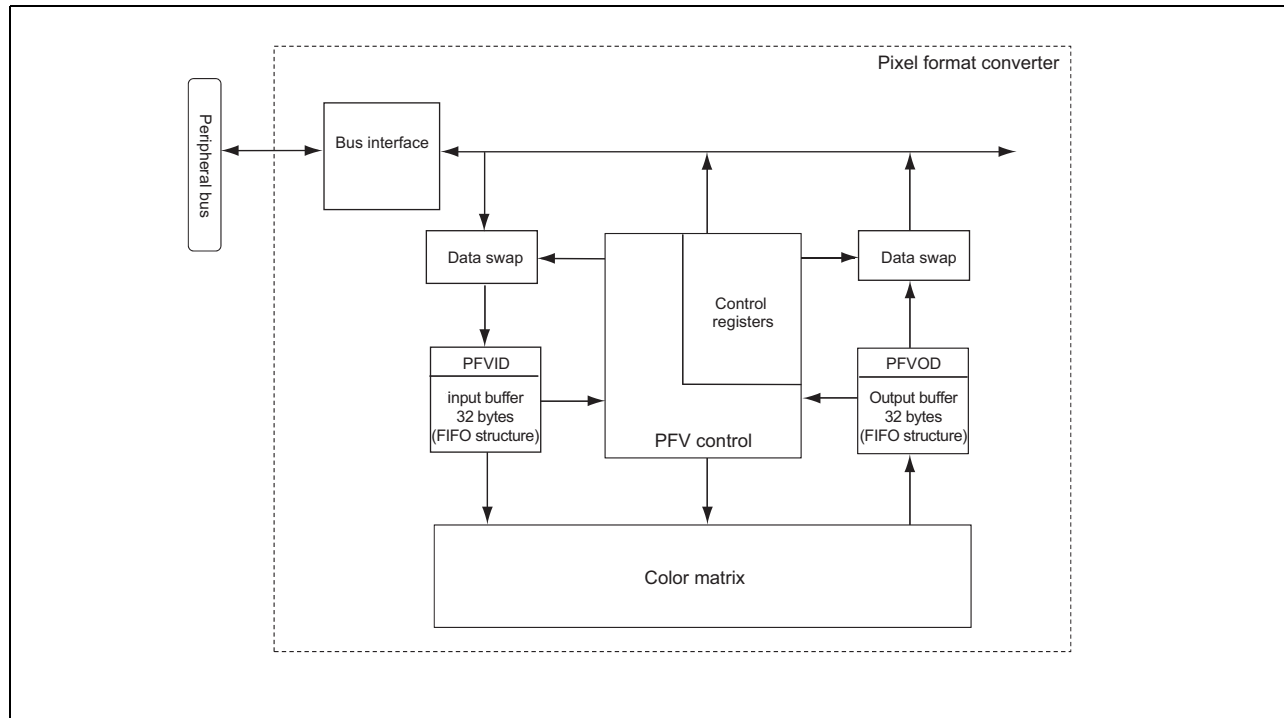 Pixel format converter
Peripheral bus
Bus interface
Data swap
Data swap
Control
registers
PFVID
input buffer
32 bytes
(FIFO structure)
PFV control
PFVOD
Output buffer
32 bytes
(FIFO structure)
Color matrix